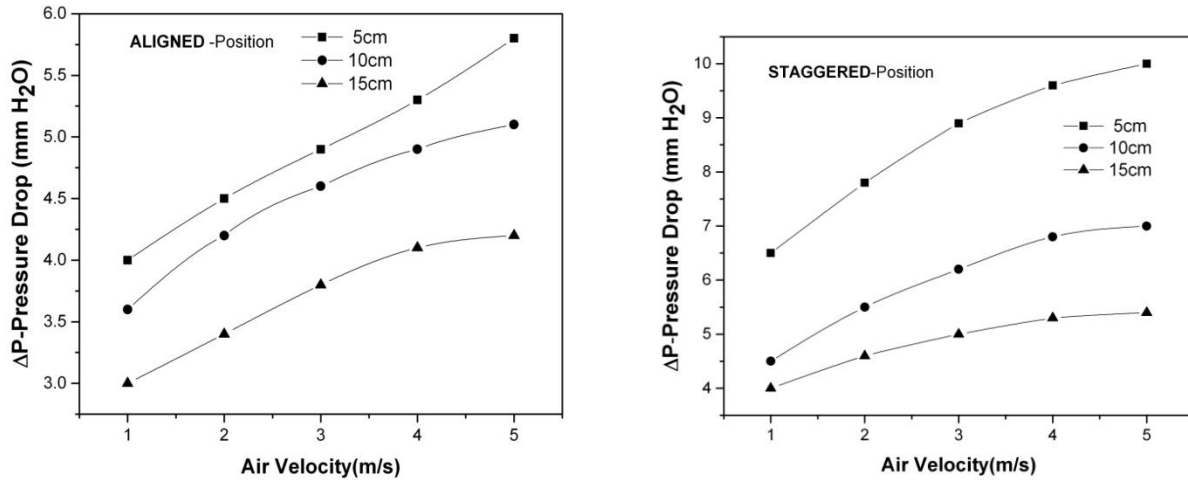 ALIGNED -Position
5cm
10cm
15cm
6.0
5.5
5.0
4.5
4.0
3.5
3.0
ΔP-Pressure Drop (mm H₂O)
1 2 3 4 5
Air Velocity(m/s)
STAGGERED-Position
5cm
10cm
15cm
10
9
8
7
6
5
4
ΔP-Pressure Drop (mm H₂O)
1 2 3 4 5
Air Velocity(m/s)